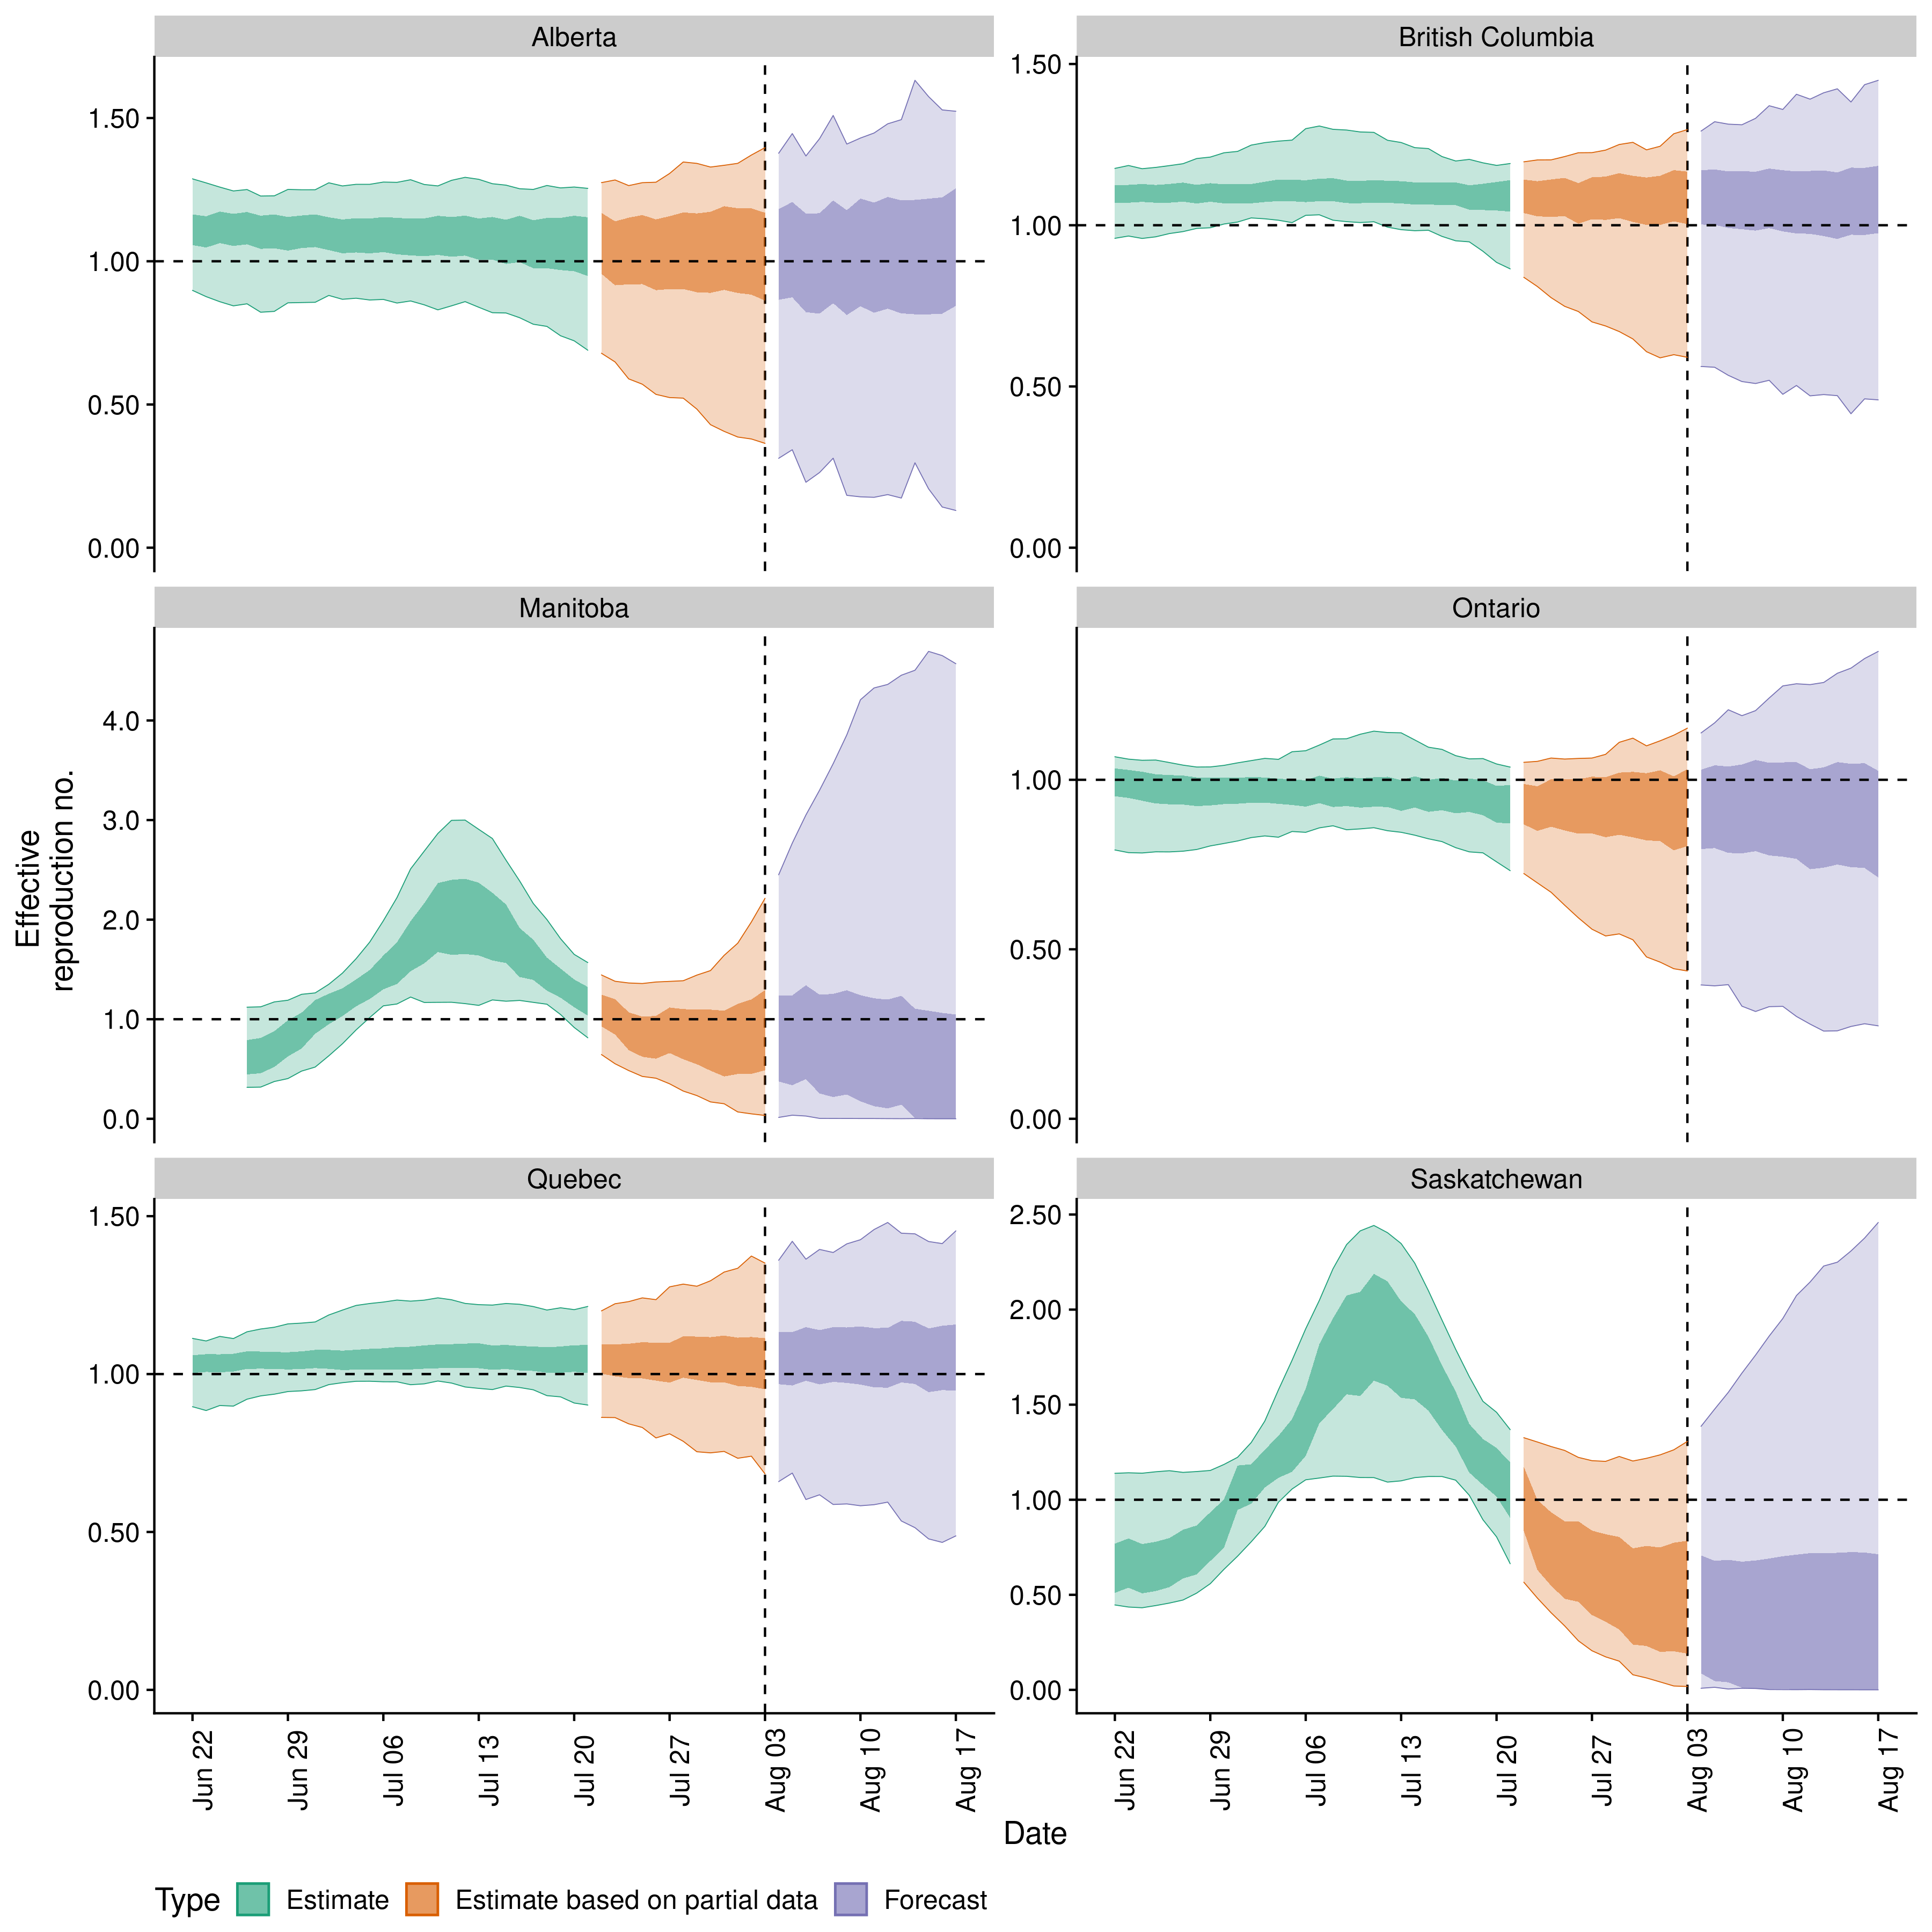 Alberta
British Columbia
1.50
1.00
0.50
0.00
1.50
1.00
0.50
0.00
Manitoba
Ontario
4.0
3.0
2.0
1.0
0.0
1.00
0.50
0.00
Effective
reproduction no.
Quebec
Saskatchewan
1.50
1.00
0.50
0.00
2.50
2.00
1.50
1.00
0.50
0.00
Jun 22
Jun 29
Jul 06
Jul 13
Jul 20
Jul 27
Aug 03
Aug 10
Aug 17
Jun 22
Jun 29
Jul 06
Jul 13
Jul 20
Jul 27
Aug 03
Aug 10
Aug 17
Date
Type Estimate Estimate based on partial data Forecast